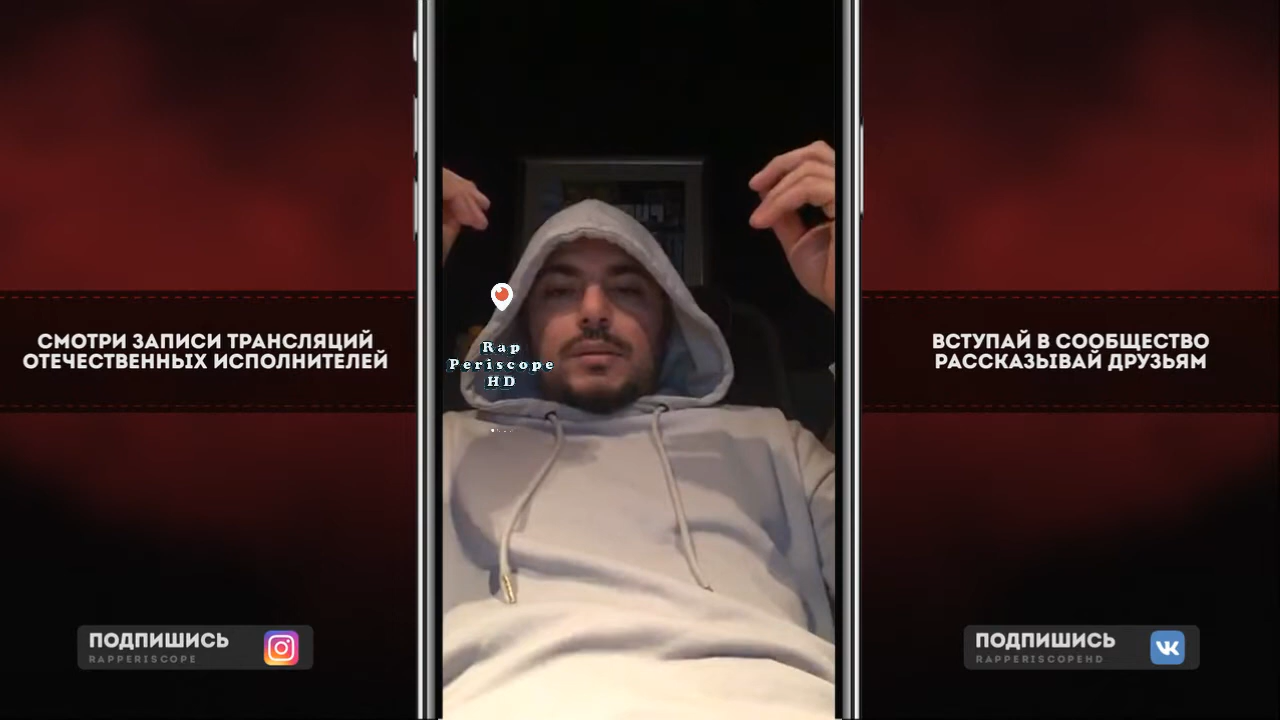 СМОТРИ ЗАПИСИ ТРАНСЛЯЦИЙ
ОТЕЧЕСТВЕННЫХ ИСПОЛНИТЕЛЕЙ
ПОДПИШИСЬ
RAPPERISCOPE
Rap
Periscope
HD
ВСТУПАЙ В СООБЩЕСТВО
РАССКАЗЫВАЙ ДРУЗЬЯМ
ПОДПИШИСЬ
RAPPERISCOPEHD